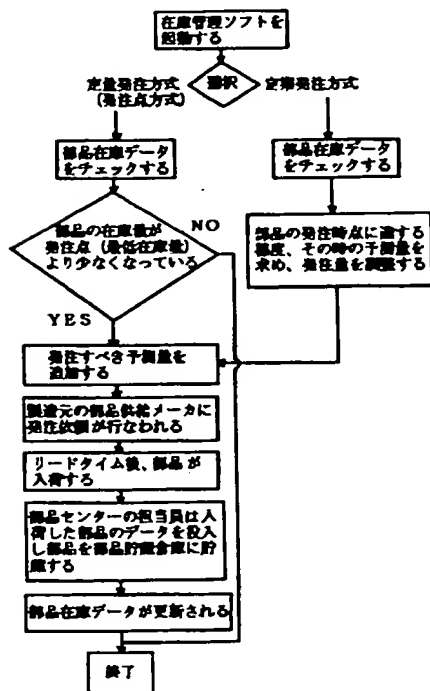 在庫管理ソフトを
起動する
選択
定量発注方式
(発注点方式)
定期発注方式
部品在庫データ
をチェックする
部品在庫データ
をチェックする
部品の在庫量が
発注点(最低在庫量)
より少なくなっている
NO
YES
部品の発注時点に達する
都度、その時の予測量を
求め、発注量を調整する
発注すべき予測量を
追加する
製造元の部品供給メーカに
発注依頼が行なわれる
リードタイム後、部品が
入荷する
部品センターの担当員は入
荷した部品のデータを投入
し部品を部品貯蔵倉庫に貯
蔵する
部品在庫データが更新される
終了